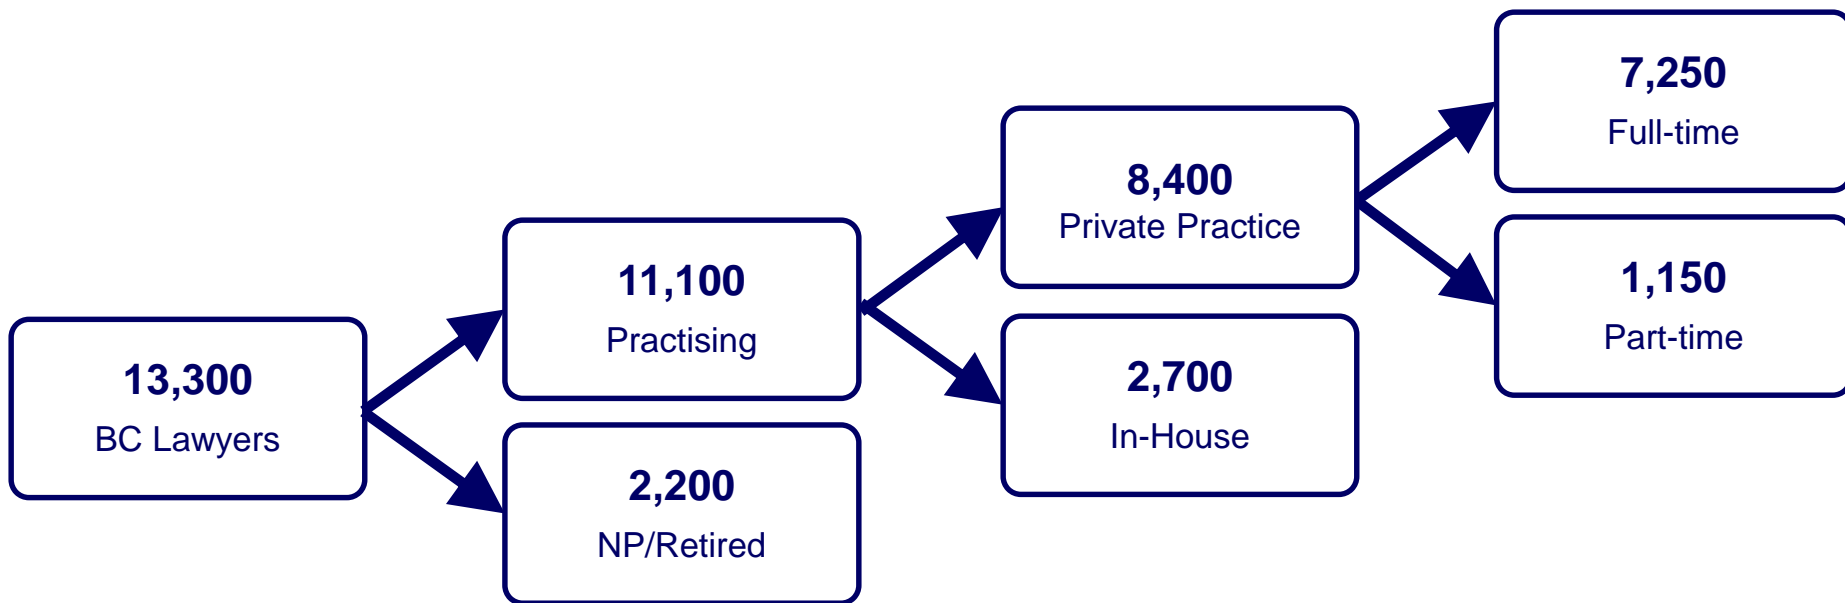 13,300
BC Lawyers
11,100
Practising
2,200
NP/Retired
8,400
Private Practice
2,700
In-House
7,250
Full-time
1,150
Part-time